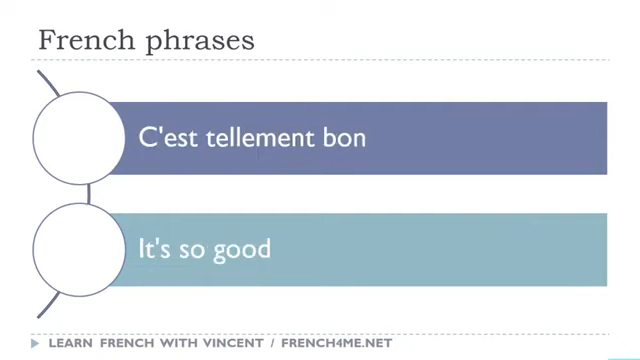 French phrases
C'est tellement bon
It's so good
LEARN FRENCH WITH VINCENT / FRENCH4ME.NET